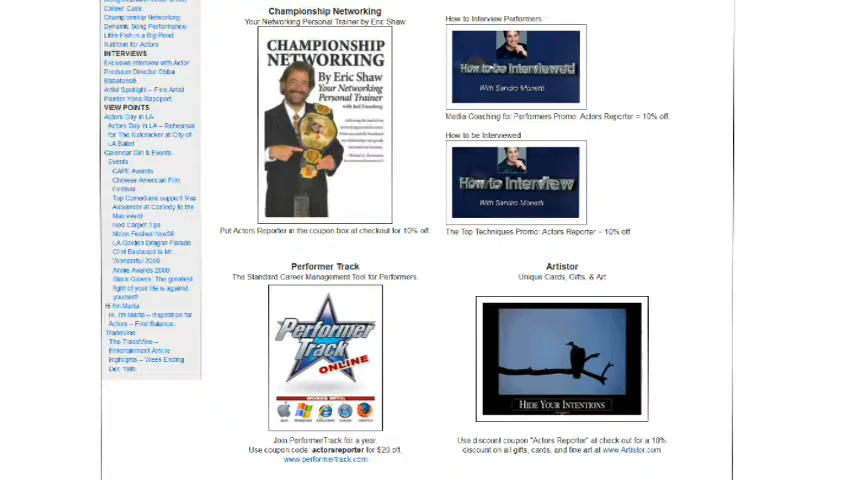 Career Cues
Championship Networking
Dynamic Song Performance
Little Fish in a Big Pond
Nutrition for Actors
INTERVIEWS
Exclusive Interview with Actor
Producer Director Obba
Babatunde
Artist Spotlight – Fine Artist
Painter Yona Rapoport
VIEW POINTS
Actors Day in LA
Actors Day in LA – Rehearsal
for The Nutcracker at City of
LA Ballet
Calendar Girl & Events
Events
CAPE Awards
Chinese American Film
Festival
Top Comedians Support Max
Alexander at Comedy to the
Max event
Red Carpet Tips
Moon Festival Nov08
LA Golden Dragon Parade
Clint Eastwood is Mr.
Wonderful 2009
Annie Awards 2009
Black Gloves: The greatest
fight of your life is against
yourself!
Hi I'm Marta
Hi, I'm Marta – Inspiration for
Actors – Find Balance
TradeVine
The TradeVine –
Entertainment Article
Highlights – Week Ending
Dec 19th
Championship Networking
Your Networking Personal Trainer by Eric Shaw
CHAMPIONSHIP
NETWORKING
By Eric Shaw
Your Networking
Personal Trainer
Put Actors Reporter in the coupon box at checkout for 10% off.
How to Interview Performers
How to be Interviewed
With Sandro Monetti
Media Coaching for Performers Promo: Actors Reporter = 10% off.
How to be Interviewed
How to Interview
With Sandro Monetti
The Top Techniques Promo: Actors Reporter = 10% off
Performer Track
The Standard Career Management Tool for Performers.
Performer
Track
ONLINE
WORKS WITH
Join PerformerTrack for a year.
Use coupon code: actorsreporter for $20 off.
www.performertrack.com
Artistor
Unique Cards, Gifts, & Art
HIDE YOUR INTENTIONS
Use discount coupon "Actors Reporter" at check out for a 10%
discount on all gifts, cards, and fine art at www.Artistor.com